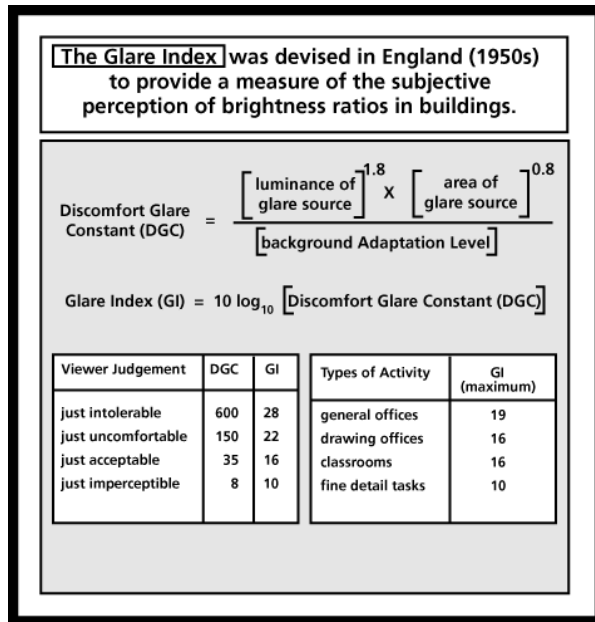 The Glare Index was devised in England (1950s)
to provide a measure of the subjective
perception of brightness ratios in buildings.
Discomfort Glare
Constant (DGC)
=
[luminance of
glare source]1.8
X
[area of
glare source]0.8
[background Adaptation Level]
Glare Index (GI) = 10 log10 [Discomfort Glare Constant (DGC)]
Viewer Judgement DGC GI
just intolerable 600 28
just uncomfortable 150 22
just acceptable 35 16
just imperceptible 8 10
Types of Activity GI
(maximum)
general offices 19
drawing offices 16
classrooms 16
fine detail tasks 10